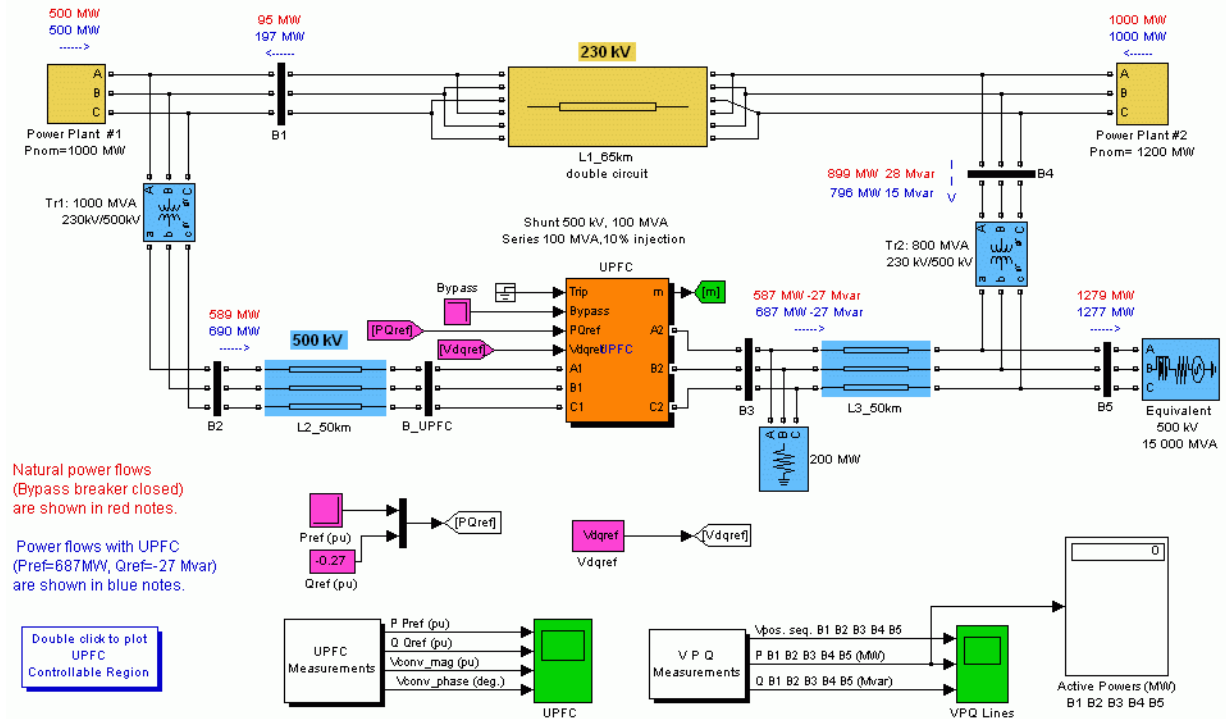 500 MW
500 MW
------>
95 MW
197 MW
<------
230 kV
1000 MW
1000 MW
<------
A
B
C
Power Plant #1
Pnom=1000 MW
B1
L1_65km
double circuit
A
B
C
Power Plant #2
Pnom= 1200 MW
899 MW 28 Mvar
796 MW 15 Mvar
B4
Tr1: 1000 MVA
230kV/500kV
A B C
a b c
Shunt 500 kV, 100 MVA
Series 100 MVA,10% injection
UPFC
Tr2: 800 MVA
230 kV/500 kV
A B C
a b c
Bypass
Trip
Bypass
PQref
Vdqref
UPFC
A1
B1
C1
m
A2
B2
C2
[m]
[PQref]
[Vdqref]
589 MW
690 MW
------>
500 kV
587 MW -27 Mvar
687 MW -27 Mvar
------>
1279 MW
1277 MW
------>
B2
L2_50km
B_UPFC
B3
L3_50km
B5
A
B
C
Equivalent
500 kV
15 000 MVA
A B C
200 MW
Natural power flows
(Bypass breaker closed)
are shown in red notes.
Power flows with UPFC
(Pref=687MW, Qref=-27 Mvar)
are shown in blue notes.
Pref (pu)
-0.27
Qref (pu)
[PQref]
Vdqref
Vdqref
[Vdqref]
0
Active Powers (MW)
B1 B2 B3 B4 B5
Double click to plot
UPFC
Controllable Region
UPFC
Measurements
P Pref (pu)
Q Qref (pu)
Vconv_mag (pu)
Vconv_phase (deg.)
UPFC
V P Q
Measurements
Vpos. seq. B1 B2 B3 B4 B5
P B1 B2 B3 B4 B5 (MW)
Q B1 B2 B3 B4 B5 (Mvar)
VPQ Lines